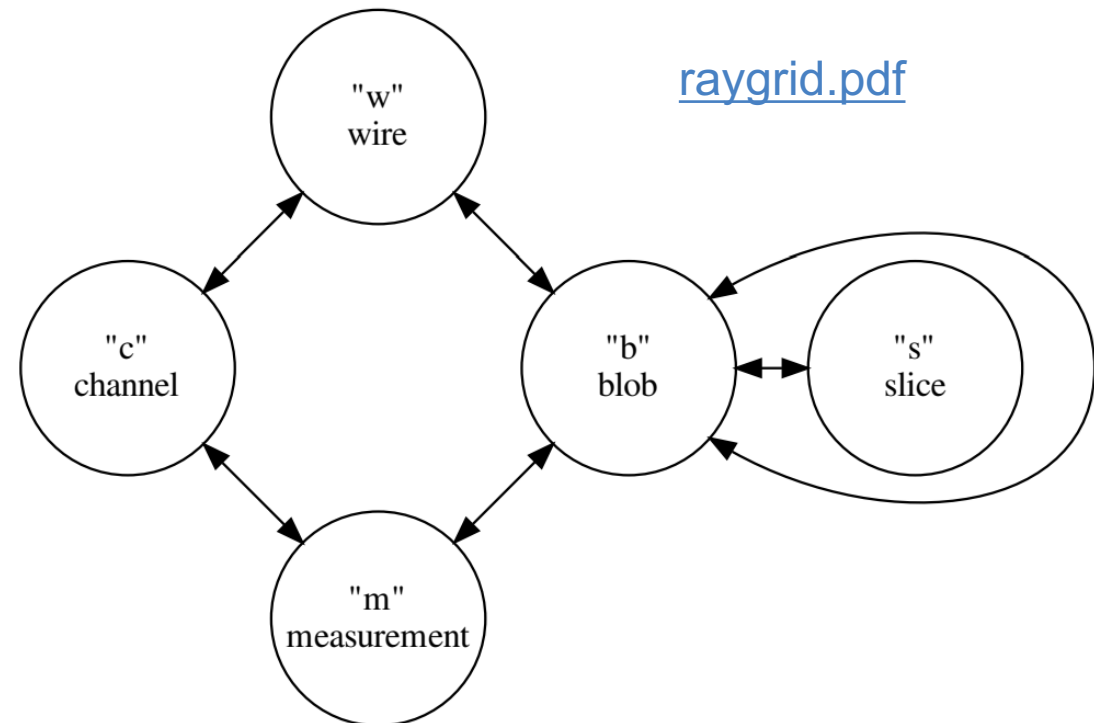 "w"
wire
raygrid.pdf
"c"
channel
"b"
blob
"s"
slice
"m"
measurement